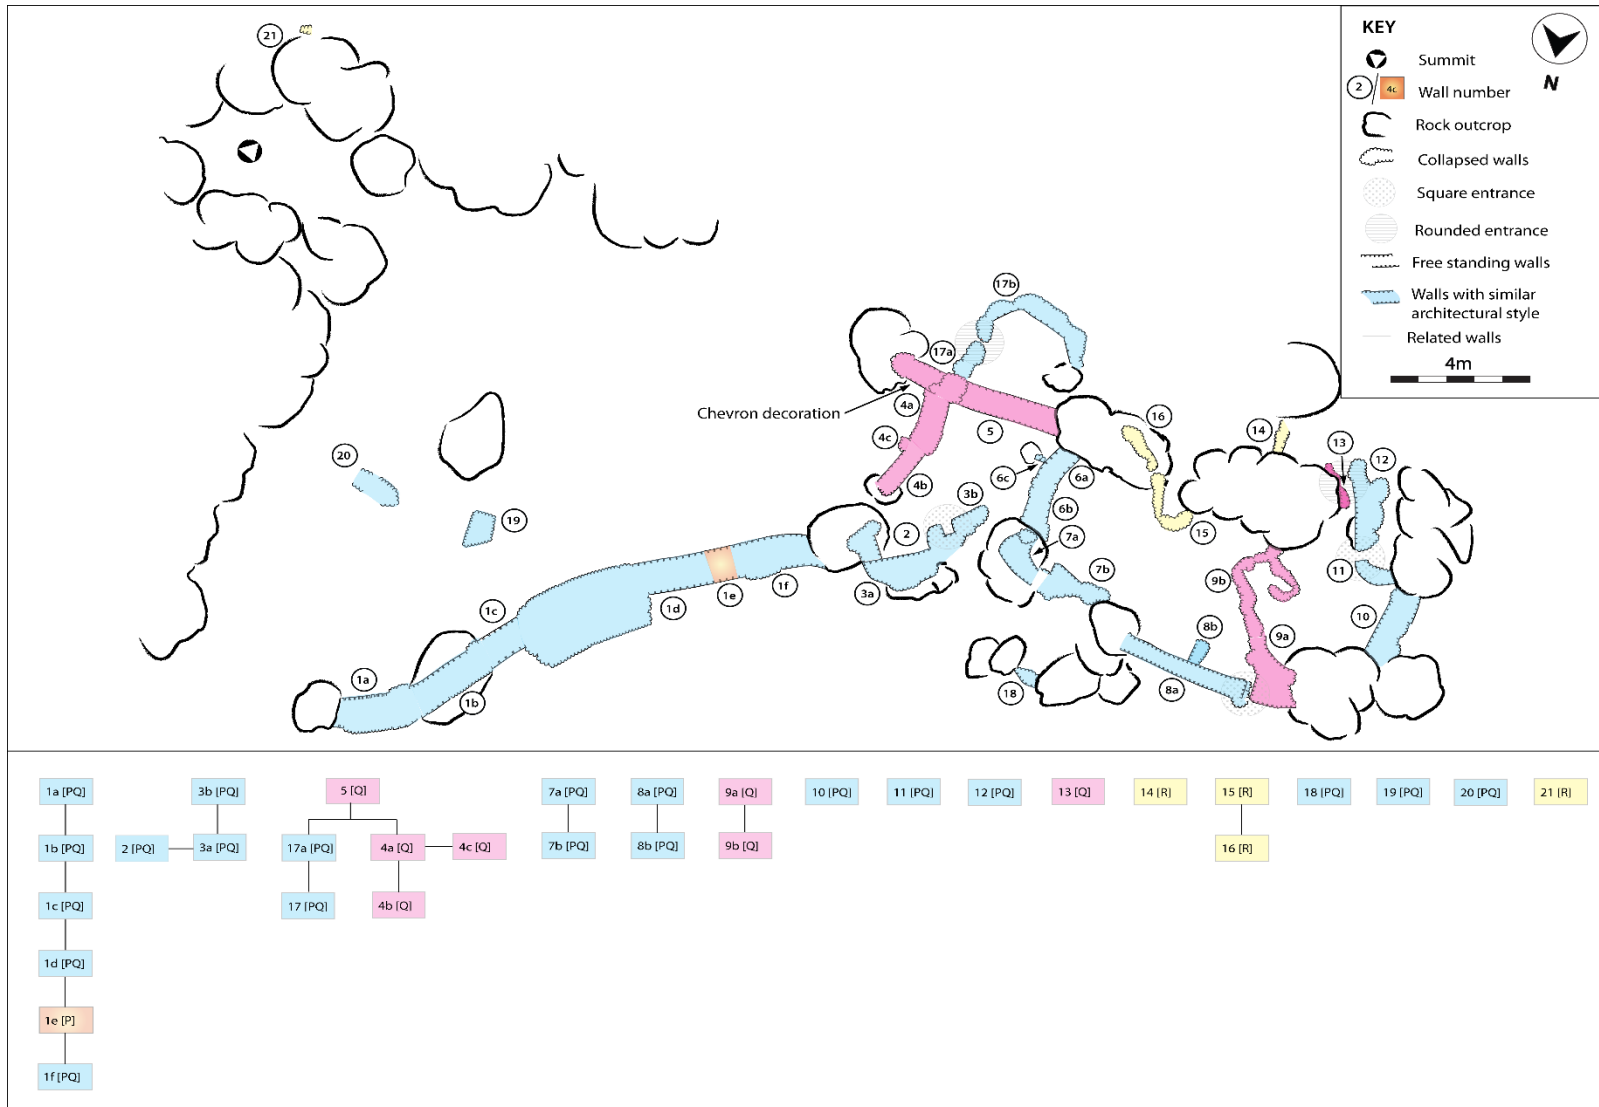 21
KEY
Summit
2 / 4c Wall number
Rock outcrop
Collapsed walls
Square entrance
Rounded entrance
Free standing walls
Walls with similar
architectural style
Related walls
4m
N
17b
17a
Chevron decoration
4a
4c
4b
5
16
14
13
12
6c
6a
6b
3b
2
3a
7a
7b
15
11
10
9b
9a
8b
8a
18
20
19
1f
1e
1d
1c
1b
1a
1a [PQ]
3b [PQ]
5 [Q]
7a [PQ]
8a [PQ]
9a [Q]
10 [PQ]
11 [PQ]
12 [PQ]
13 [Q]
14 [R]
15 [R]
18 [PQ]
19 [PQ]
20 [PQ]
21 [R]
1b [PQ]
2 [PQ]
3a [PQ]
17a [PQ]
4a [Q]
4c [Q]
7b [PQ]
8b [PQ]
9b [Q]
16 [R]
1c [PQ]
17 [PQ]
4b [Q]
1d [PQ]
1e [P]
1f [PQ]